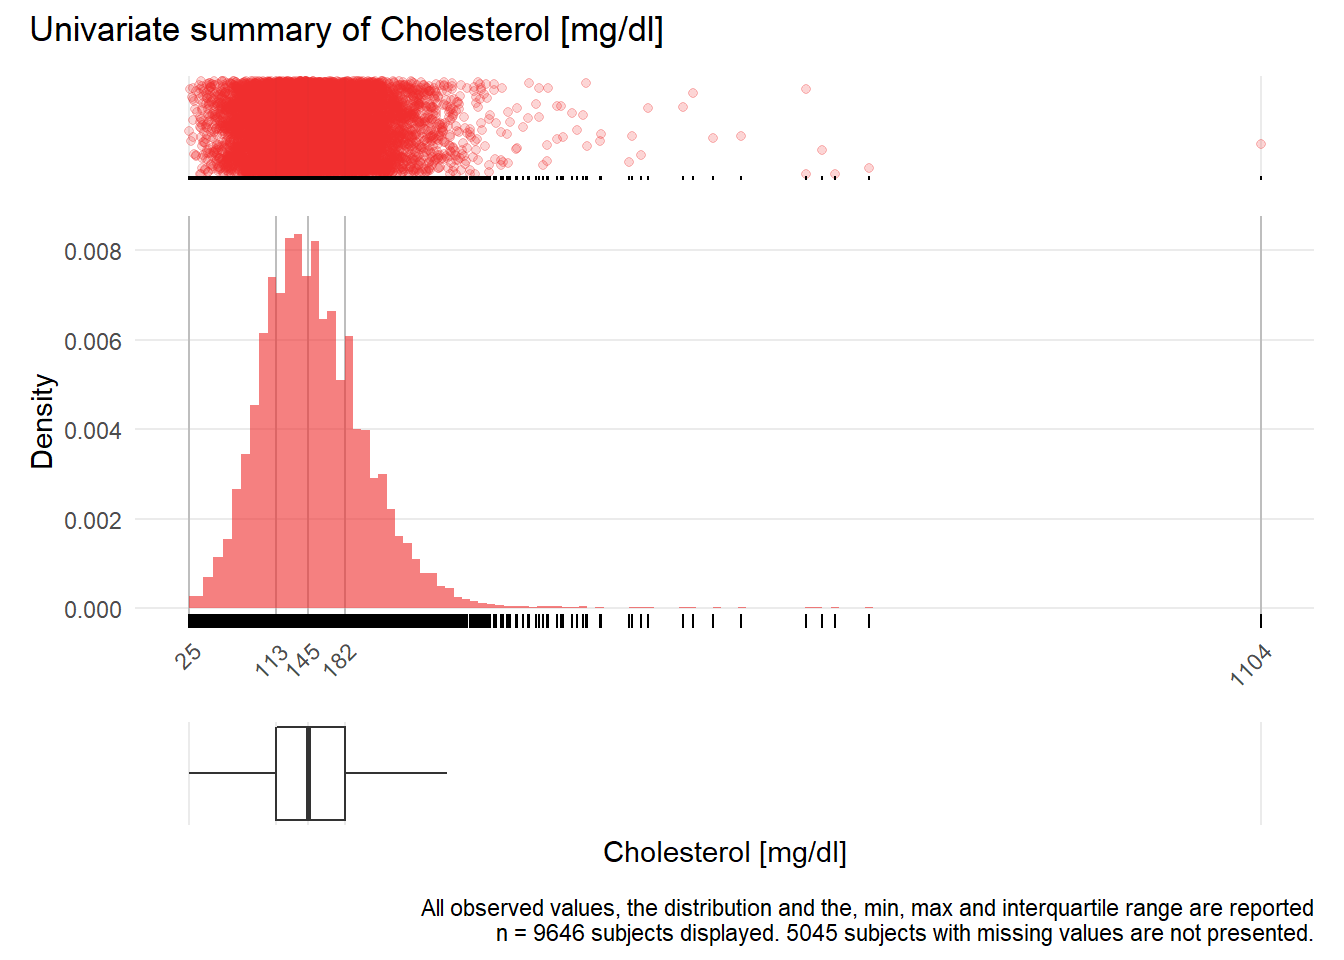 Univariate summary of Cholesterol [mg/dl]
0.008
0.006
0.004
0.002
0.000
Density
25
113
145
182
1104
Cholesterol [mg/dl]
All observed values, the distribution and the, min, max and interquartile range are reported
n = 9646 subjects displayed. 5045 subjects with missing values are not presented.